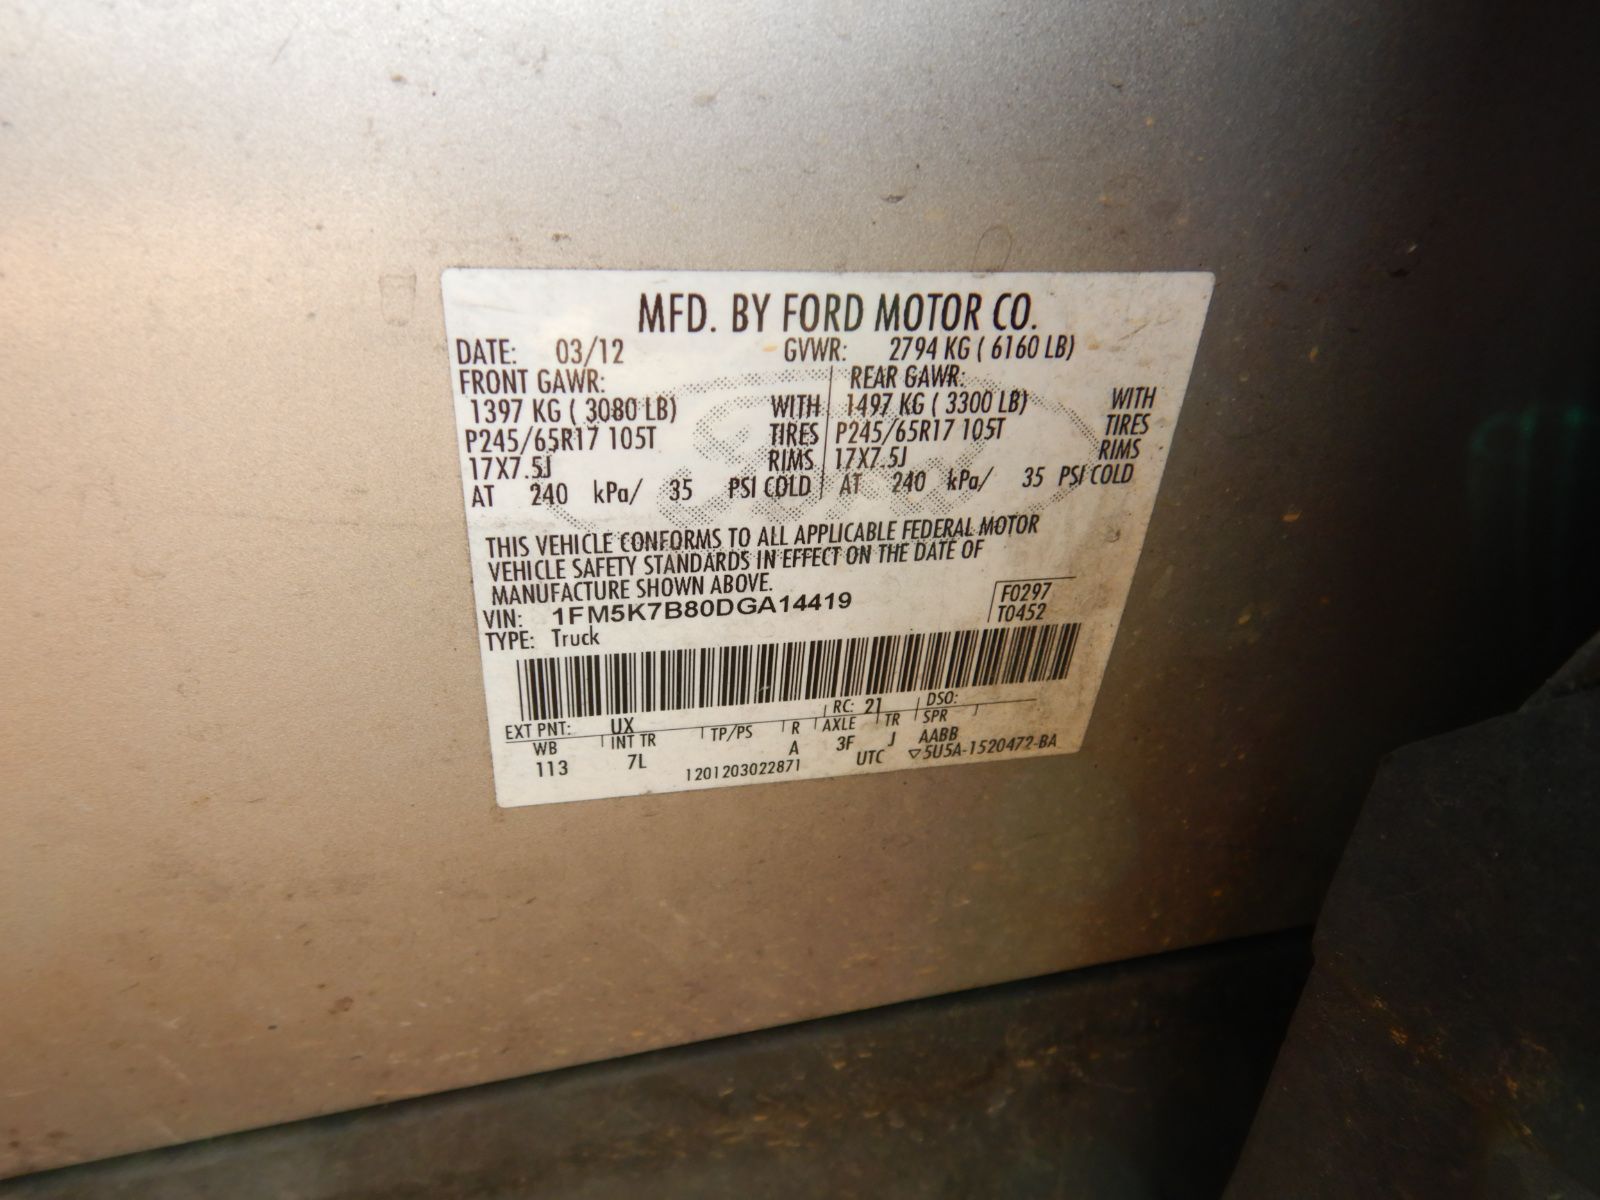 MFD. BY FORD MOTOR CO.
DATE: 03/12 GVWR: 2794 KG ( 6160 LB)
FRONT GAWR: REAR GAWR:
1397 KG ( 3080 LB) WITH 1497 KG ( 3300 LB) WITH
P245/65R17 105T TIRES P245/65R17 105T TIRES
17X7.5J RIMS 17X7.5J RIMS
AT 240 kPa/ 35 PSI COLD AT 240 kPa/ 35 PSI COLD
THIS VEHICLE CONFORMS TO ALL APPLICABLE FEDERAL MOTOR
VEHICLE SAFETY STANDARDS IN EFFECT ON THE DATE OF
MANUFACTURE SHOWN ABOVE.
VIN: 1FM5K7B80DGA14419
TYPE: Truck
F0297
T0452
EXT PNT: UX RC: 21 DSO:
WB INT TR TP/PS R AXLE TR SPR
113 7L A 3F J AABB
1201203022871 UTC ▽5U5A-1520472-BA